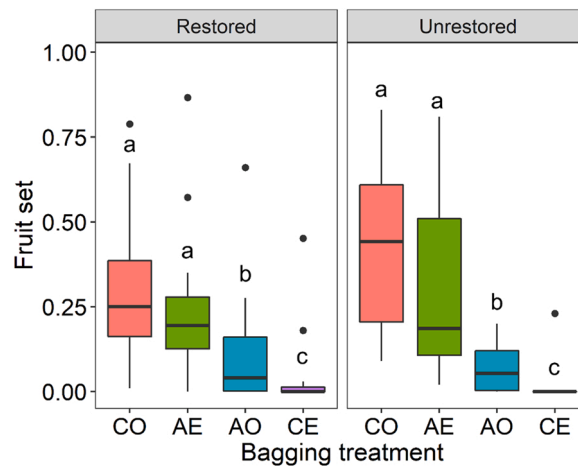 Restored Unrestored
1.00
a a
0.75
a
Fruit set
0.50
a
b b
0.25
c c
0.00
CO AE AO CE CO AE AO CE
Bagging treatment